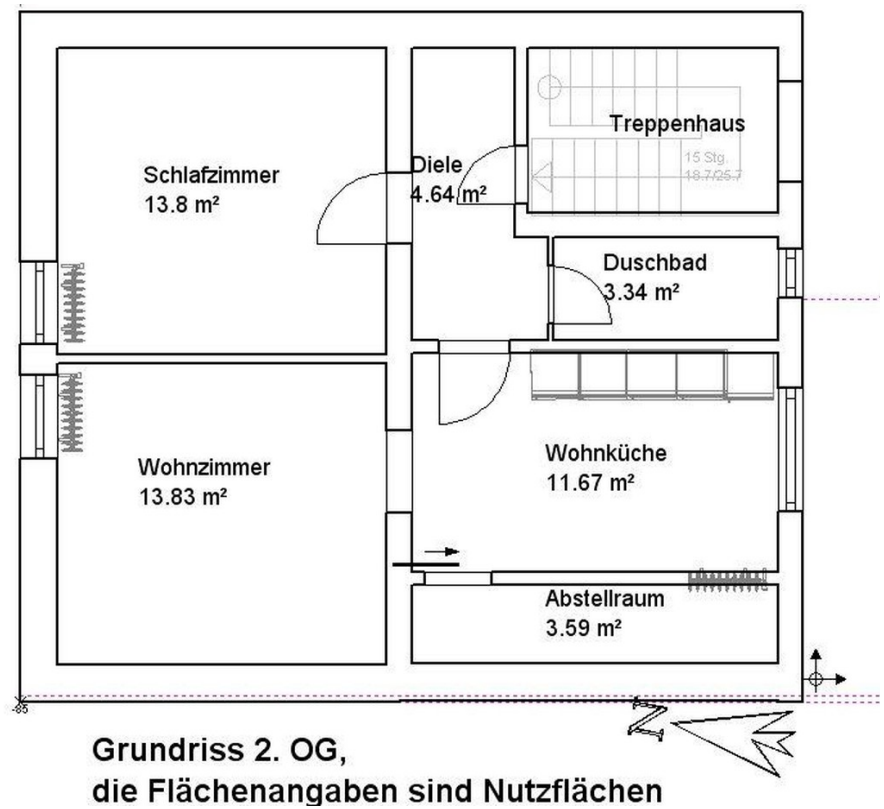 Treppenhaus
15 Stg.
18.7/25.7
Diele
4.64 m²
Schlafzimmer
13.8 m²
Duschbad
3.34 m²
Wohnzimmer
13.83 m²
Wohnküche
11.67 m²
Abstellraum
3.59 m²
-85
N
Grundriss 2. OG,
die Flächenangaben sind Nutzflächen